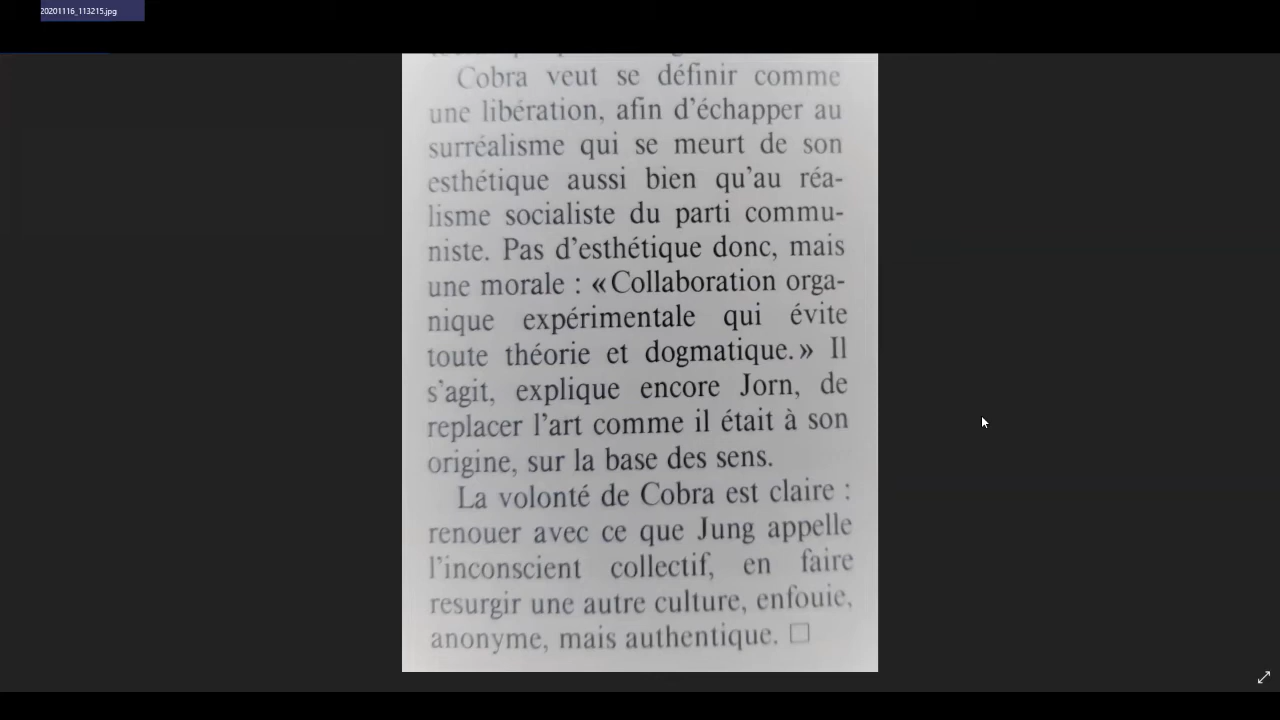 20201116_113215.jpg
Cobra veut se définir comme
une libération, afin d'échapper au
surréalisme qui se meurt de son
esthétique aussi bien qu'au réa-
lisme socialiste du parti commu-
niste. Pas d'esthétique donc, mais
une morale : «Collaboration orga-
nique expérimentale qui évite
toute théorie et dogmatique.» Il
s'agit, explique encore Jorn, de
replacer l'art comme il était à son
origine, sur la base des sens.
La volonté de Cobra est claire :
renouer avec ce que Jung appelle
l'inconscient collectif, en faire
resurgir une autre culture, enfouie,
anonyme, mais authentique. □